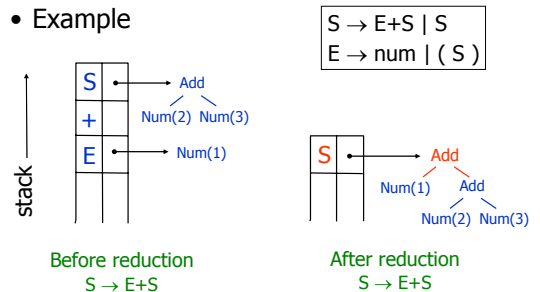 • Example
S → E+S | S
E → num | ( S )
stack
S
Add
+
Num(2) Num(3)
E
Num(1)
Before reduction
S → E+S
S
Add
Num(1)
Add
Num(2) Num(3)
After reduction
S → E+S